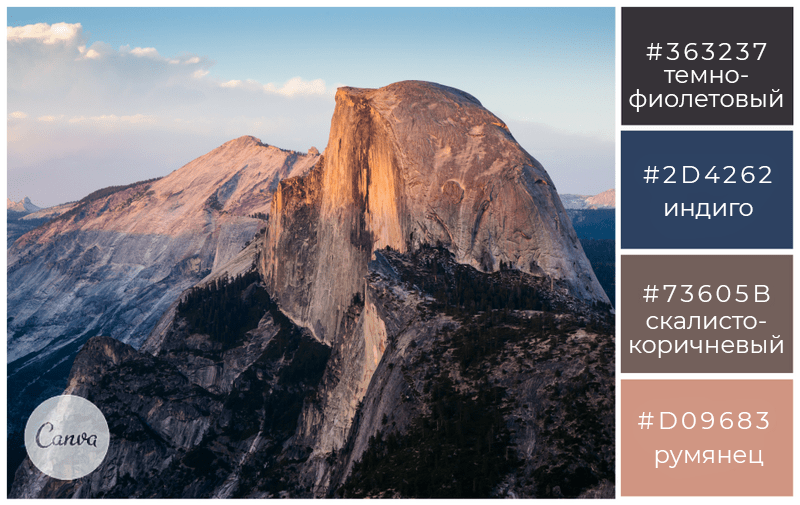 #363237
темно-
фиолетовый
#2D4262
индиго
#73605B
скалисто-
коричневый
#D09683
румянец
Canva